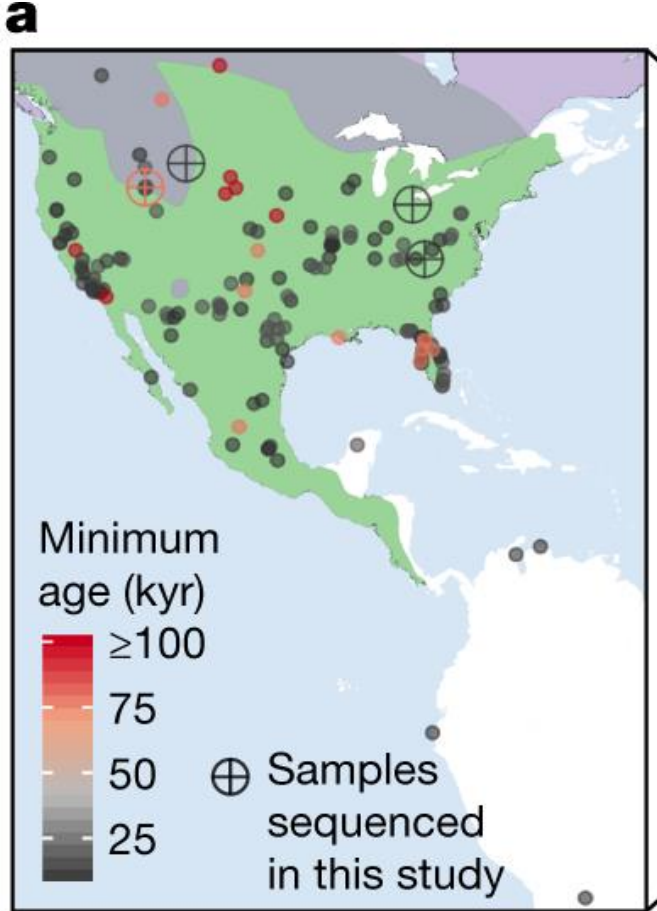 a
Minimum
age (kyr)
≥100
75
50
25
Samples
sequenced
in this study